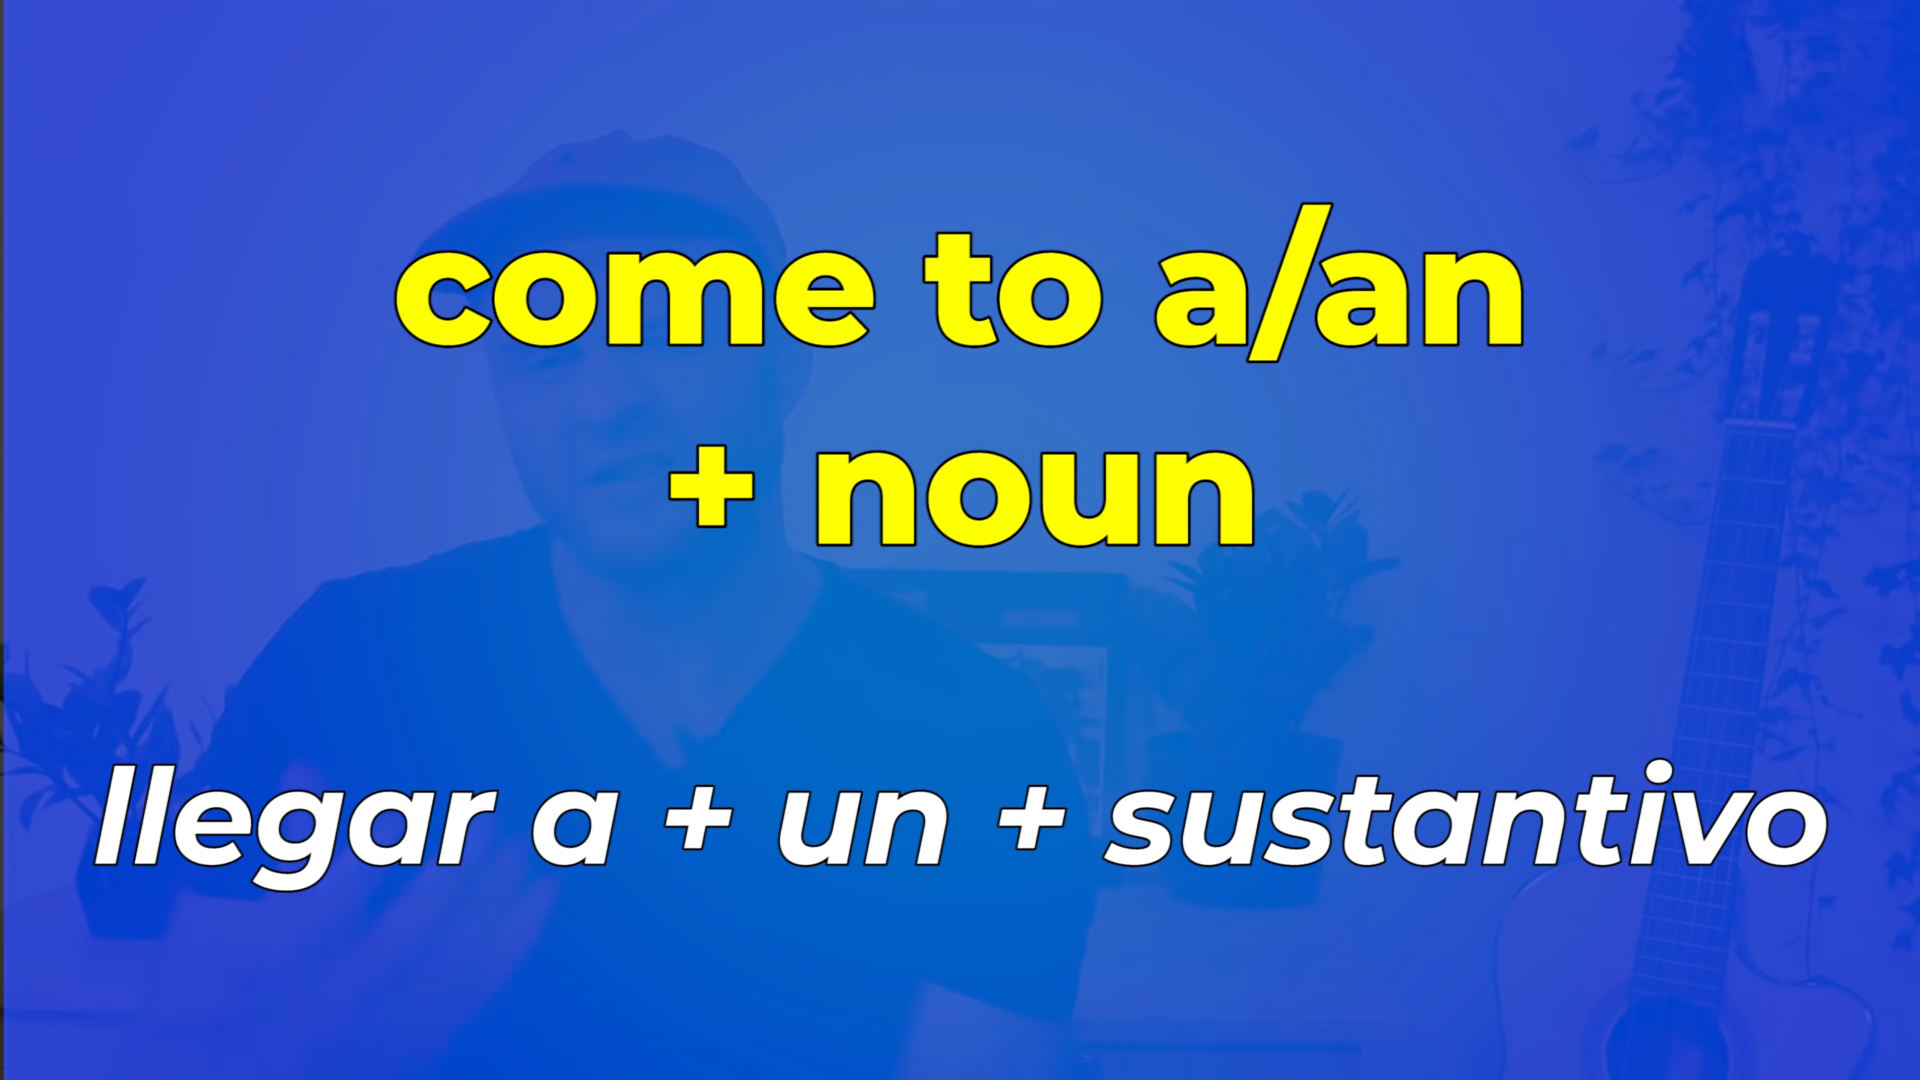 come to a/an
+ noun
llegar a + un + sustantivo